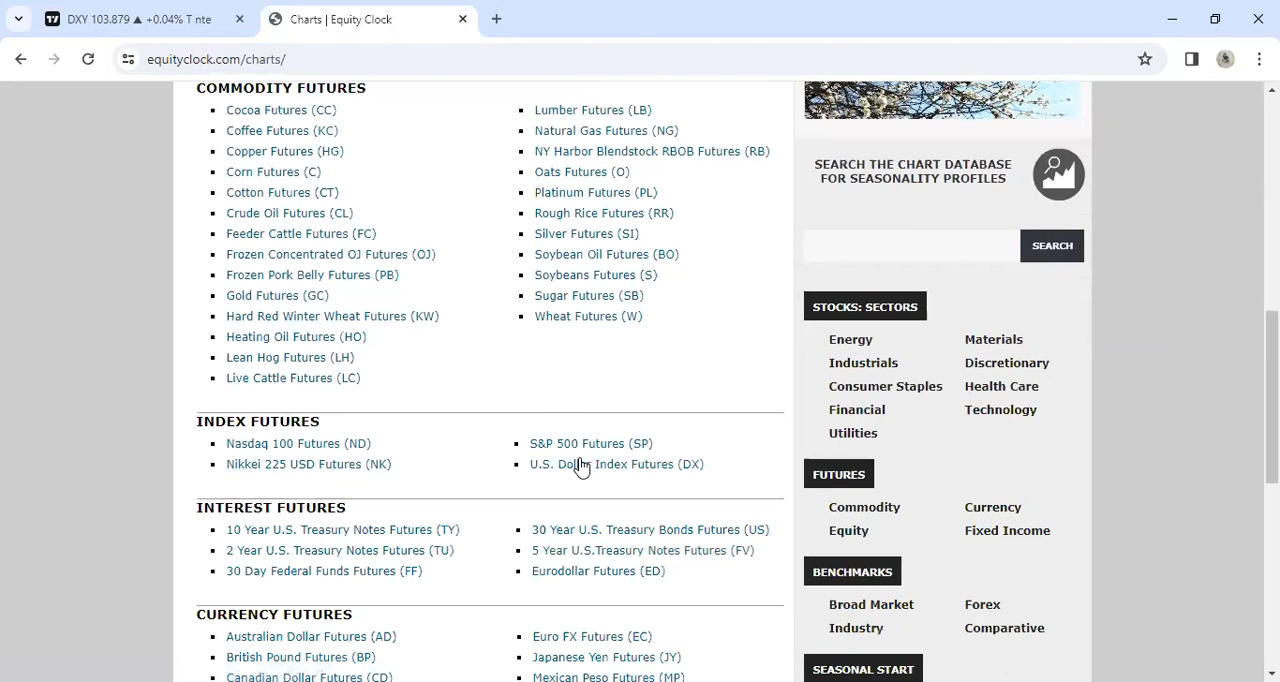 DXY 103.879 ▲ +0.04% T nte
Charts | Equity Clock
equityclock.com/charts/
COMMODITY FUTURES
Cocoa Futures (CC)
Coffee Futures (KC)
Copper Futures (HG)
Corn Futures (C)
Cotton Futures (CT)
Crude Oil Futures (CL)
Feeder Cattle Futures (FC)
Frozen Concentrated OJ Futures (OJ)
Frozen Pork Belly Futures (PB)
Gold Futures (GC)
Hard Red Winter Wheat Futures (KW)
Heating Oil Futures (HO)
Lean Hog Futures (LH)
Live Cattle Futures (LC)
Lumber Futures (LB)
Natural Gas Futures (NG)
NY Harbor Blendstock RBOB Futures (RB)
Oats Futures (O)
Platinum Futures (PL)
Rough Rice Futures (RR)
Silver Futures (SI)
Soybean Oil Futures (BO)
Soybeans Futures (S)
Sugar Futures (SB)
Wheat Futures (W)
INDEX FUTURES
Nasdaq 100 Futures (ND)
Nikkei 225 USD Futures (NK)
S&P 500 Futures (SP)
U.S. Dollar Index Futures (DX)
INTEREST FUTURES
10 Year U.S. Treasury Notes Futures (TY)
2 Year U.S. Treasury Notes Futures (TU)
30 Day Federal Funds Futures (FF)
30 Year U.S. Treasury Bonds Futures (US)
5 Year U.S.Treasury Notes Futures (FV)
Eurodollar Futures (ED)
CURRENCY FUTURES
Australian Dollar Futures (AD)
British Pound Futures (BP)
Canadian Dollar Futures (CD)
Euro FX Futures (EC)
Japanese Yen Futures (JY)
Mexican Peso Futures (MP)
SEARCH THE CHART DATABASE
FOR SEASONALITY PROFILES
SEARCH
STOCKS: SECTORS
Energy
Materials
Industrials
Discretionary
Consumer Staples
Health Care
Financial
Technology
Utilities
FUTURES
Commodity
Currency
Equity
Fixed Income
BENCHMARKS
Broad Market
Forex
Industry
Comparative
SEASONAL START